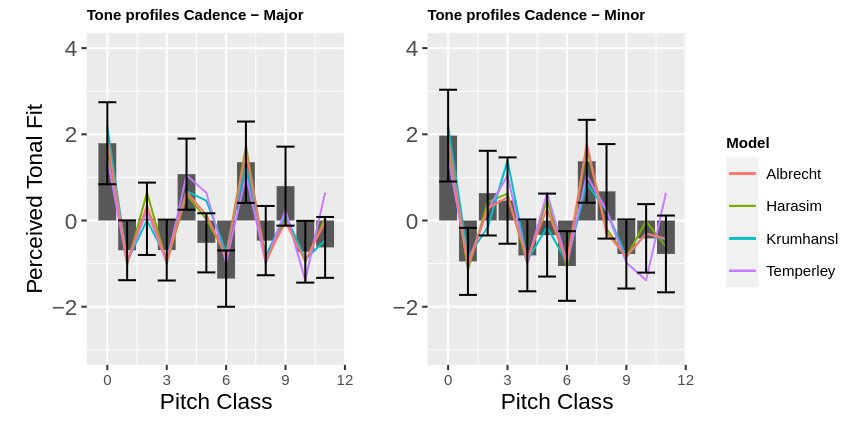 Tone profiles Cadence − Major
Tone profiles Cadence − Minor
Perceived Tonal Fit
4
2
0
−2
4
2
0
−2
0 3 6 9 12
0 3 6 9 12
Pitch Class
Pitch Class
Model
Albrecht
Harasim
Krumhansl
Temperley